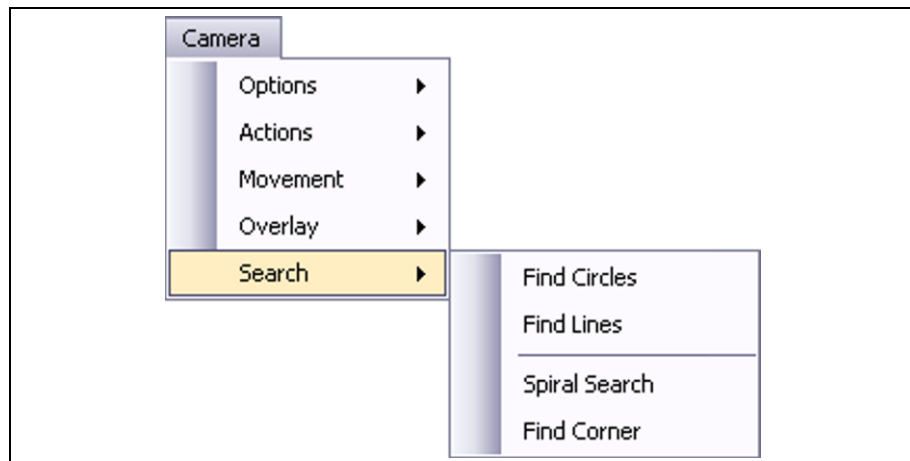 Camera
Options
Actions
Movement
Overlay
Search
Find Circles
Find Lines
Spiral Search
Find Corner